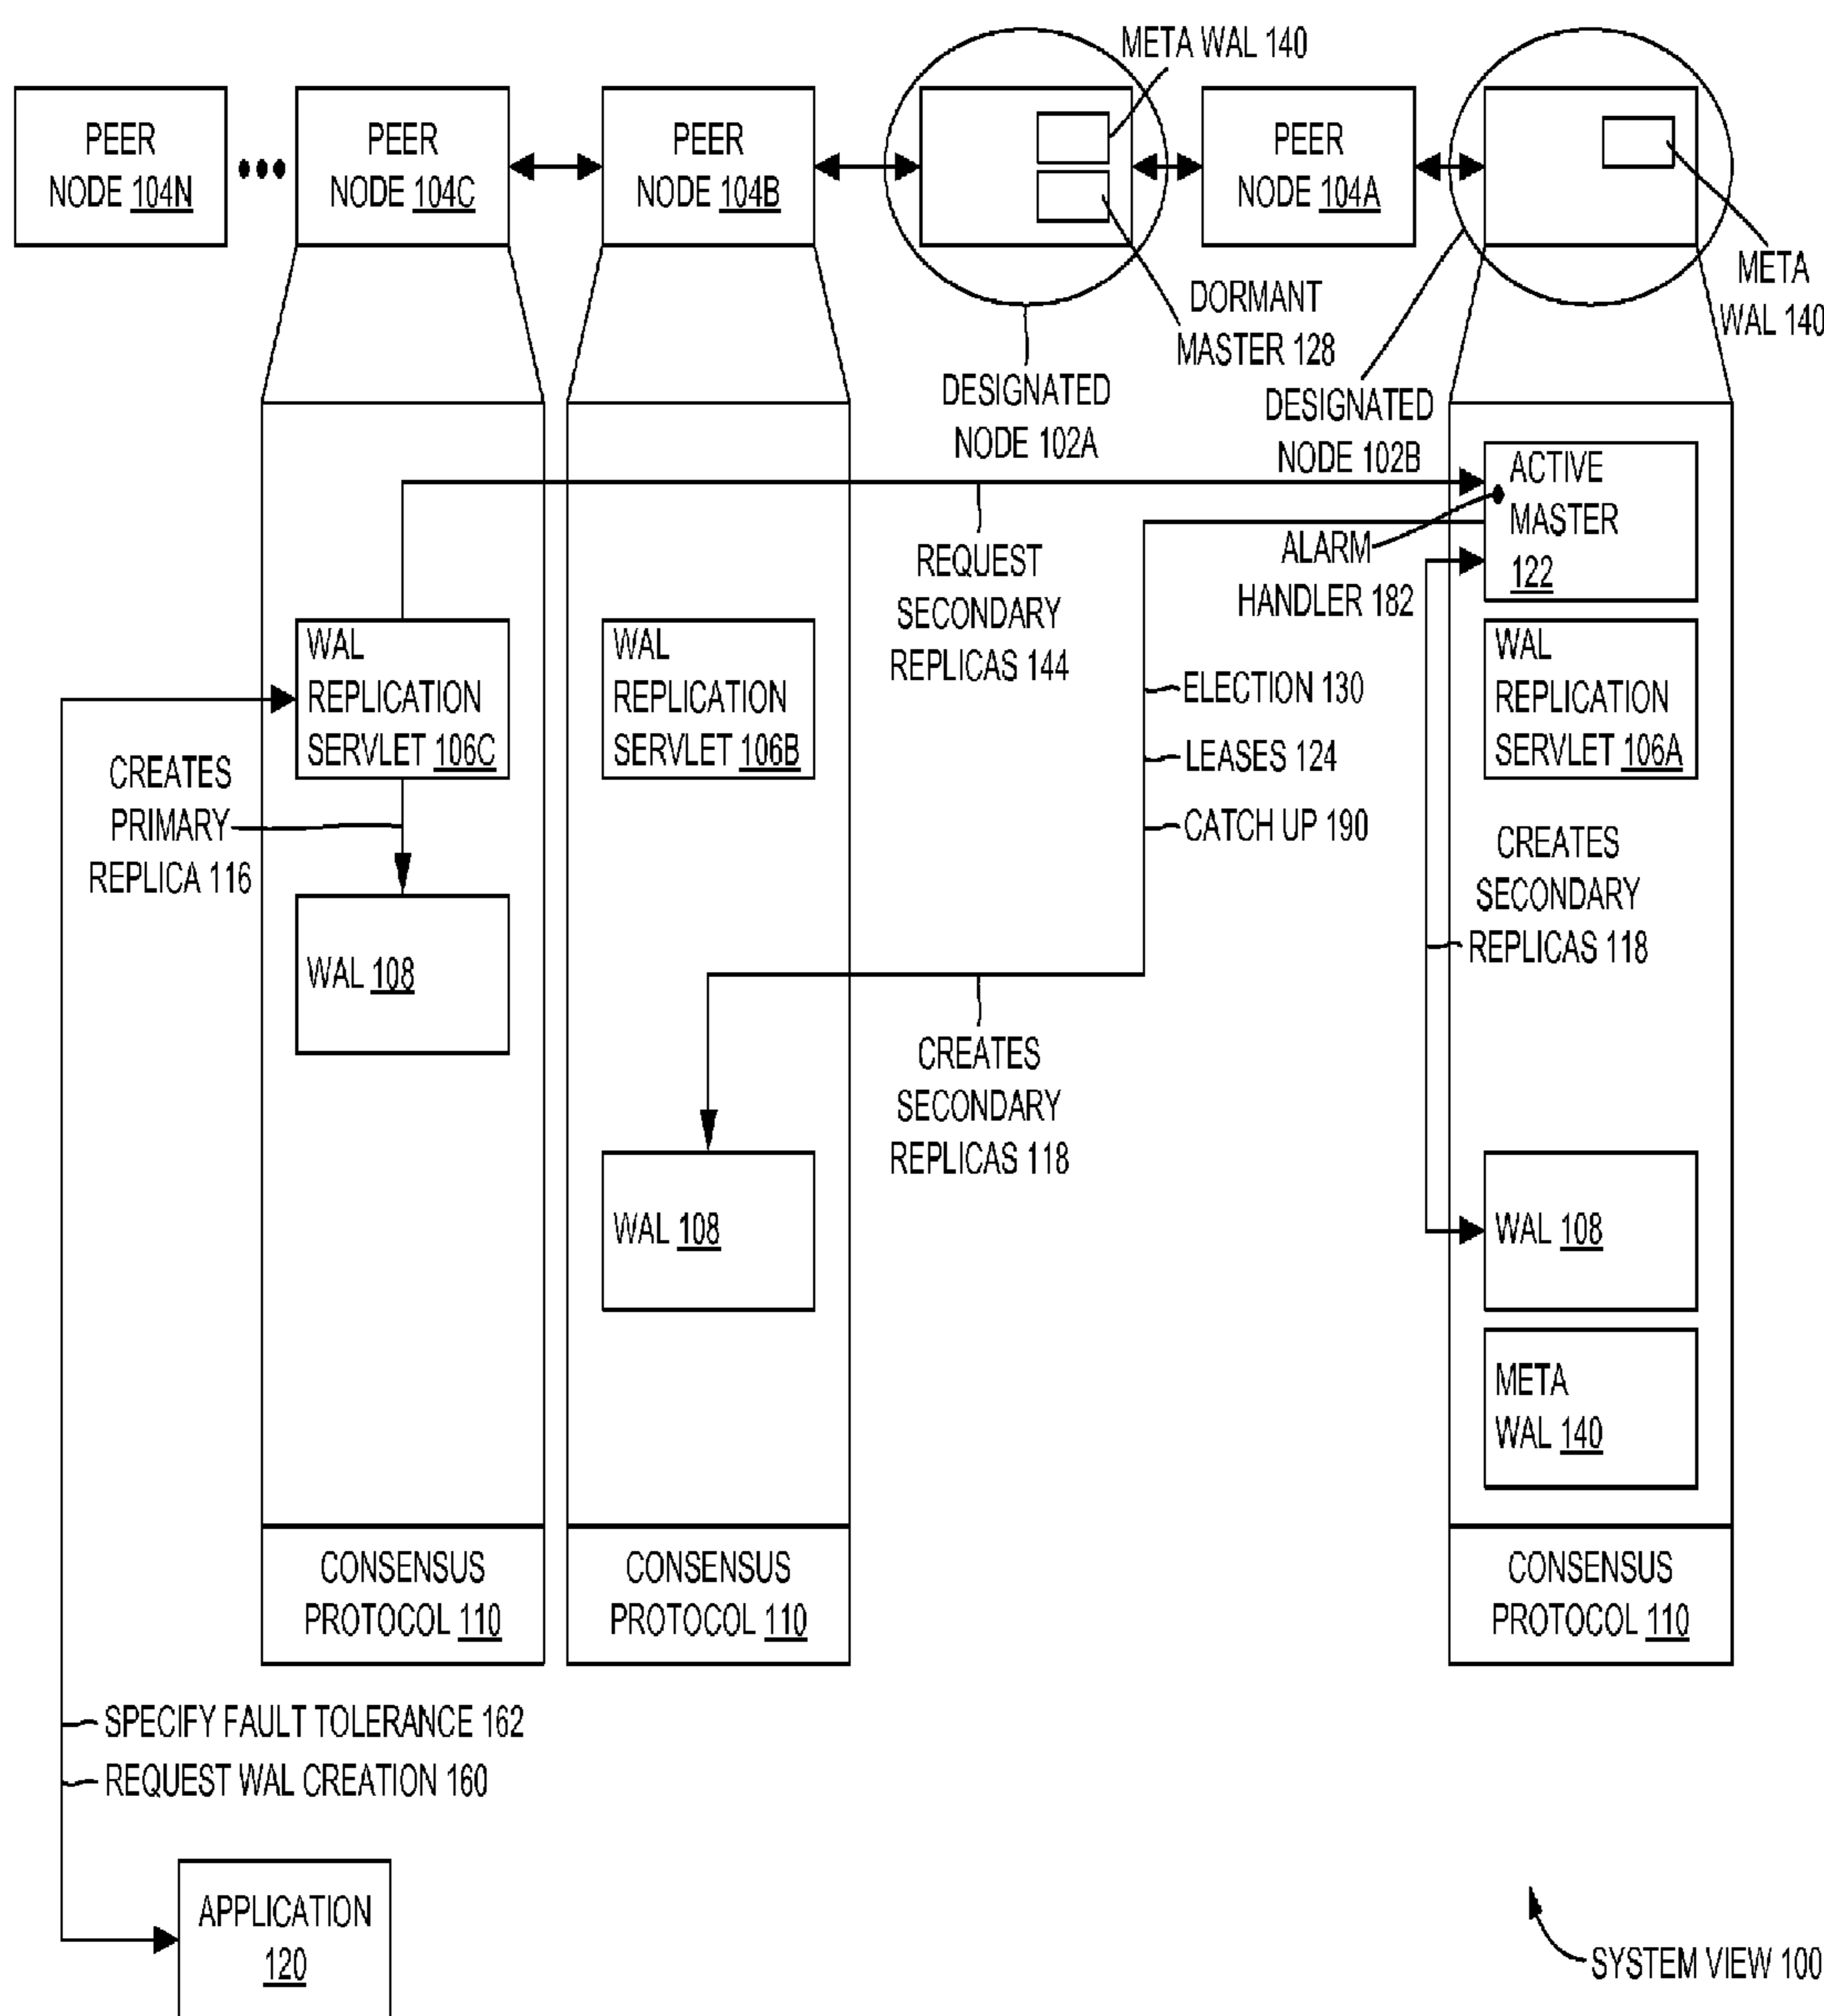 META WAL 140
PEER
NODE 104N
PEER
NODE 104C
PEER
NODE 104B
PEER
NODE 104A
META
WAL 140
DORMANT
MASTER 128
DESIGNATED
NODE 102A
DESIGNATED
NODE 102B
ACTIVE
MASTER
122
ALARM
HANDLER 182
REQUEST
SECONDARY
REPLICAS 144
WAL
REPLICATION
SERVLET 106C
WAL
REPLICATION
SERVLET 106B
WAL
REPLICATION
SERVLET 106A
ELECTION 130
LEASES 124
CATCH UP 190
CREATES
PRIMARY
REPLICA 116
CREATES
SECONDARY
REPLICAS 118
WAL 108
CREATES
SECONDARY
REPLICAS 118
WAL 108
WAL 108
META
WAL 140
CONSENSUS
PROTOCOL 110
CONSENSUS
PROTOCOL 110
CONSENSUS
PROTOCOL 110
SPECIFY FAULT TOLERANCE 162
REQUEST WAL CREATION 160
APPLICATION
120
SYSTEM VIEW 100